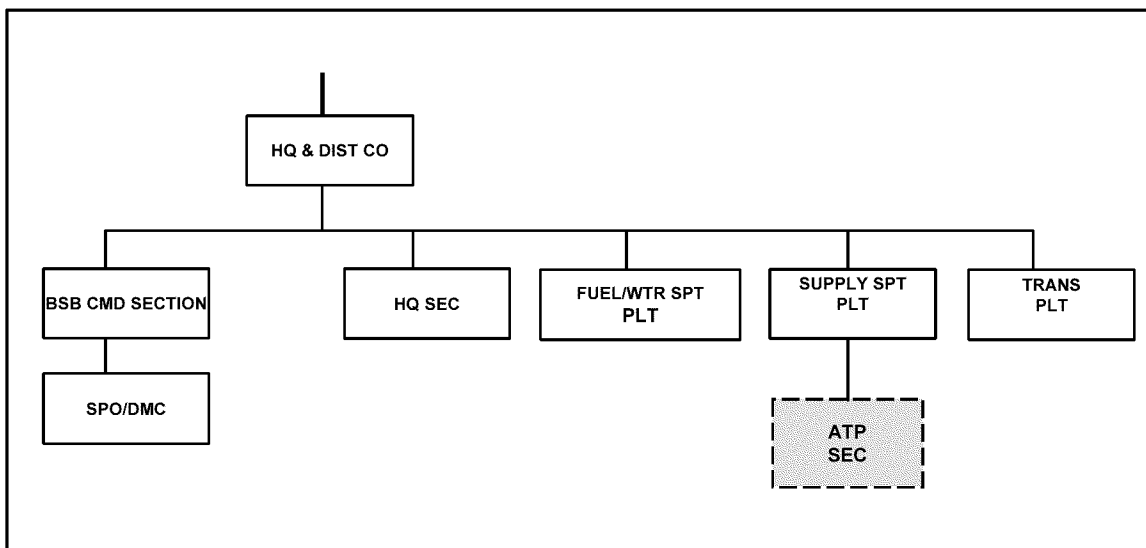 HQ & DIST CO
BSB CMD SECTION
HQ SEC
FUEL/WTR SPT
PLT
SUPPLY SPT
PLT
TRANS
PLT
SPO/DMC
ATP
SEC